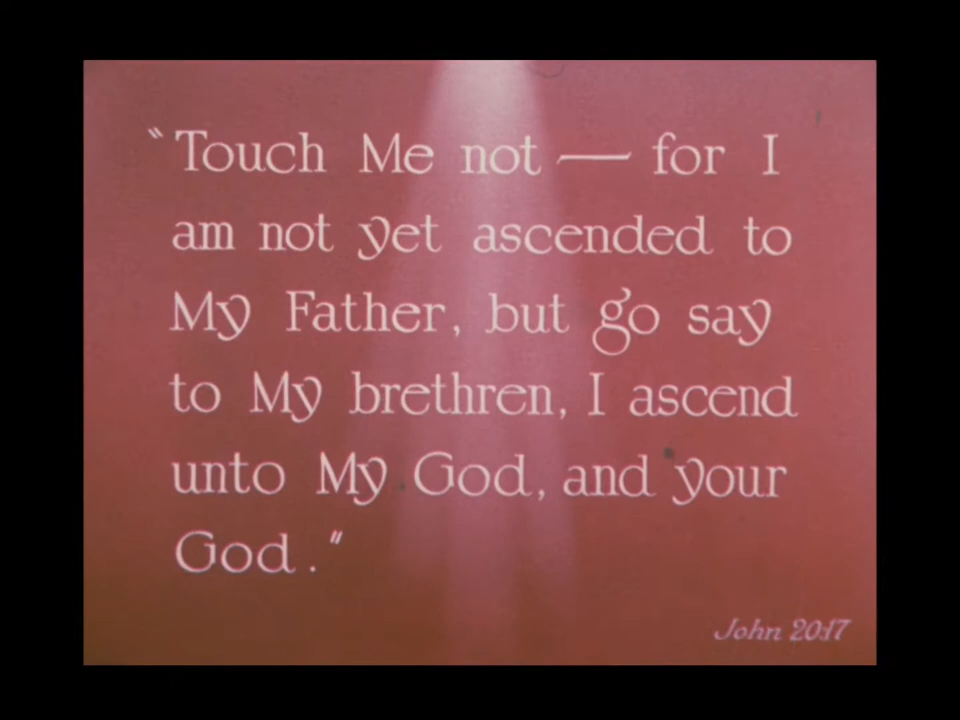 "Touch Me not — for I
am not yet ascended to
My Father, but go say
to My brethren, I ascend
unto My God, and your
God."
John 20:17